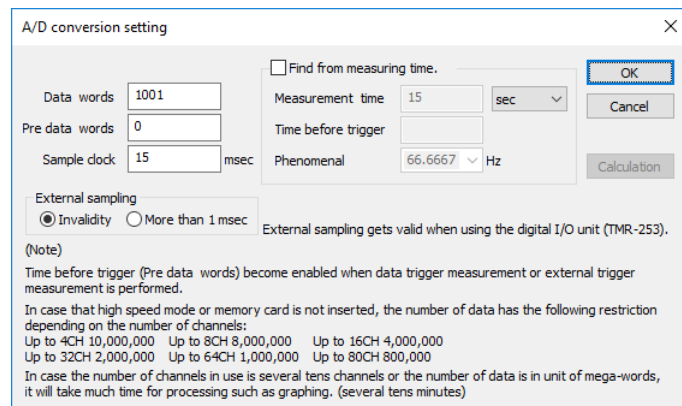 A/D conversion setting
Find from measuring time.
OK
Data words 1001
Measurement time 15 sec
Cancel
Pre data words 0
Time before trigger
Sample clock 15 msec
Phenomenal 66.6667 Hz
Calculation
External sampling
Invalidity More than 1 msec
External sampling gets valid when using the digital I/O unit (TMR-253).
(Note)
Time before trigger (Pre data words) become enabled when data trigger measurement or external trigger
measurement is performed.
In case that high speed mode or memory card is not inserted, the number of data has the following restriction
depending on the number of channels:
Up to 4CH 10,000,000 Up to 8CH 8,000,000 Up to 16CH 4,000,000
Up to 32CH 2,000,000 Up to 64CH 1,000,000 Up to 80CH 800,000
In case the number of channels in use is several tens channels or the number of data is in unit of mega-words,
it will take much time for processing such as graphing. (several tens minutes)